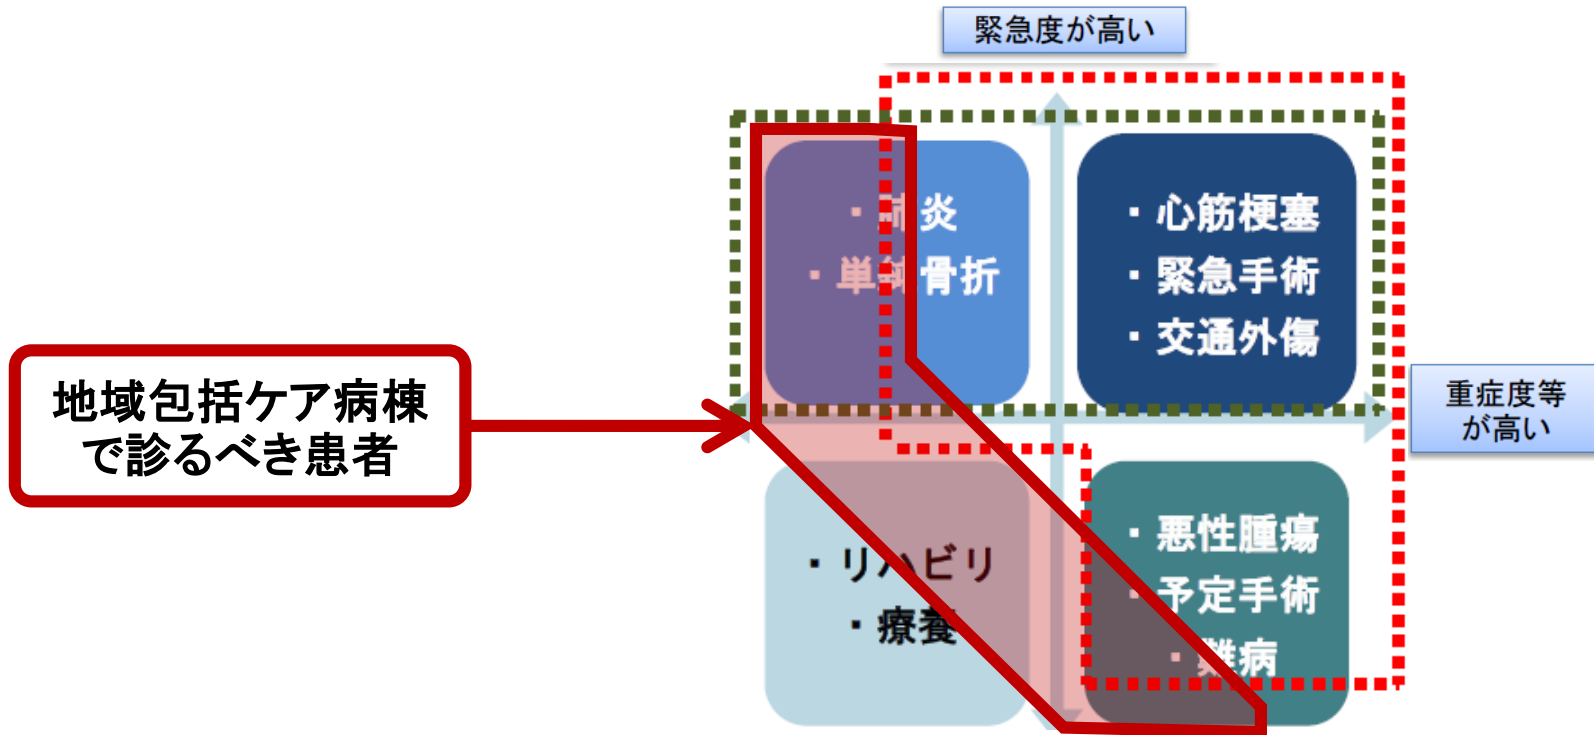 緊急度が高い
・肺炎
・単純骨折
・心筋梗塞
・緊急手術
・交通外傷
地域包括ケア病棟
で診るべき患者
重症度等
が高い
・リハビリ
・療養
・悪性腫瘍
・予定手術
・難病